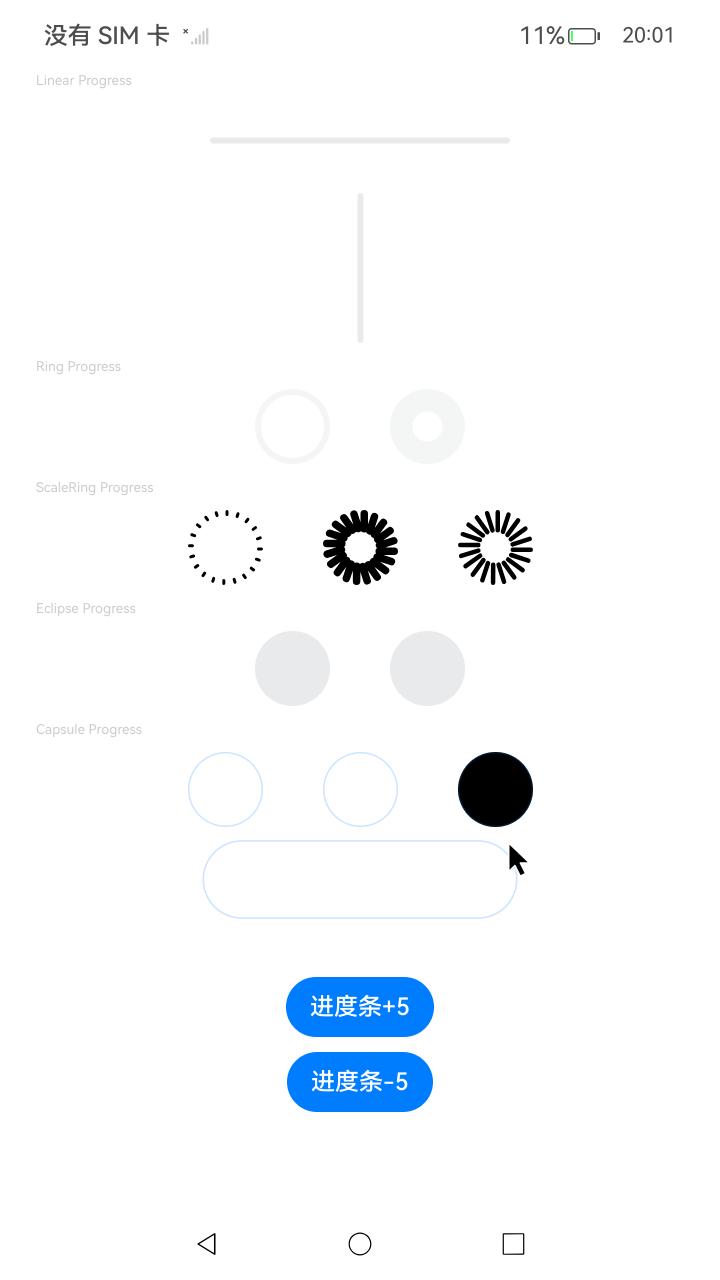 没有 SIM 卡 11% 20:01
Linear Progress
Ring Progress
ScaleRing Progress
Eclipse Progress
Capsule Progress
进度条+5
进度条-5